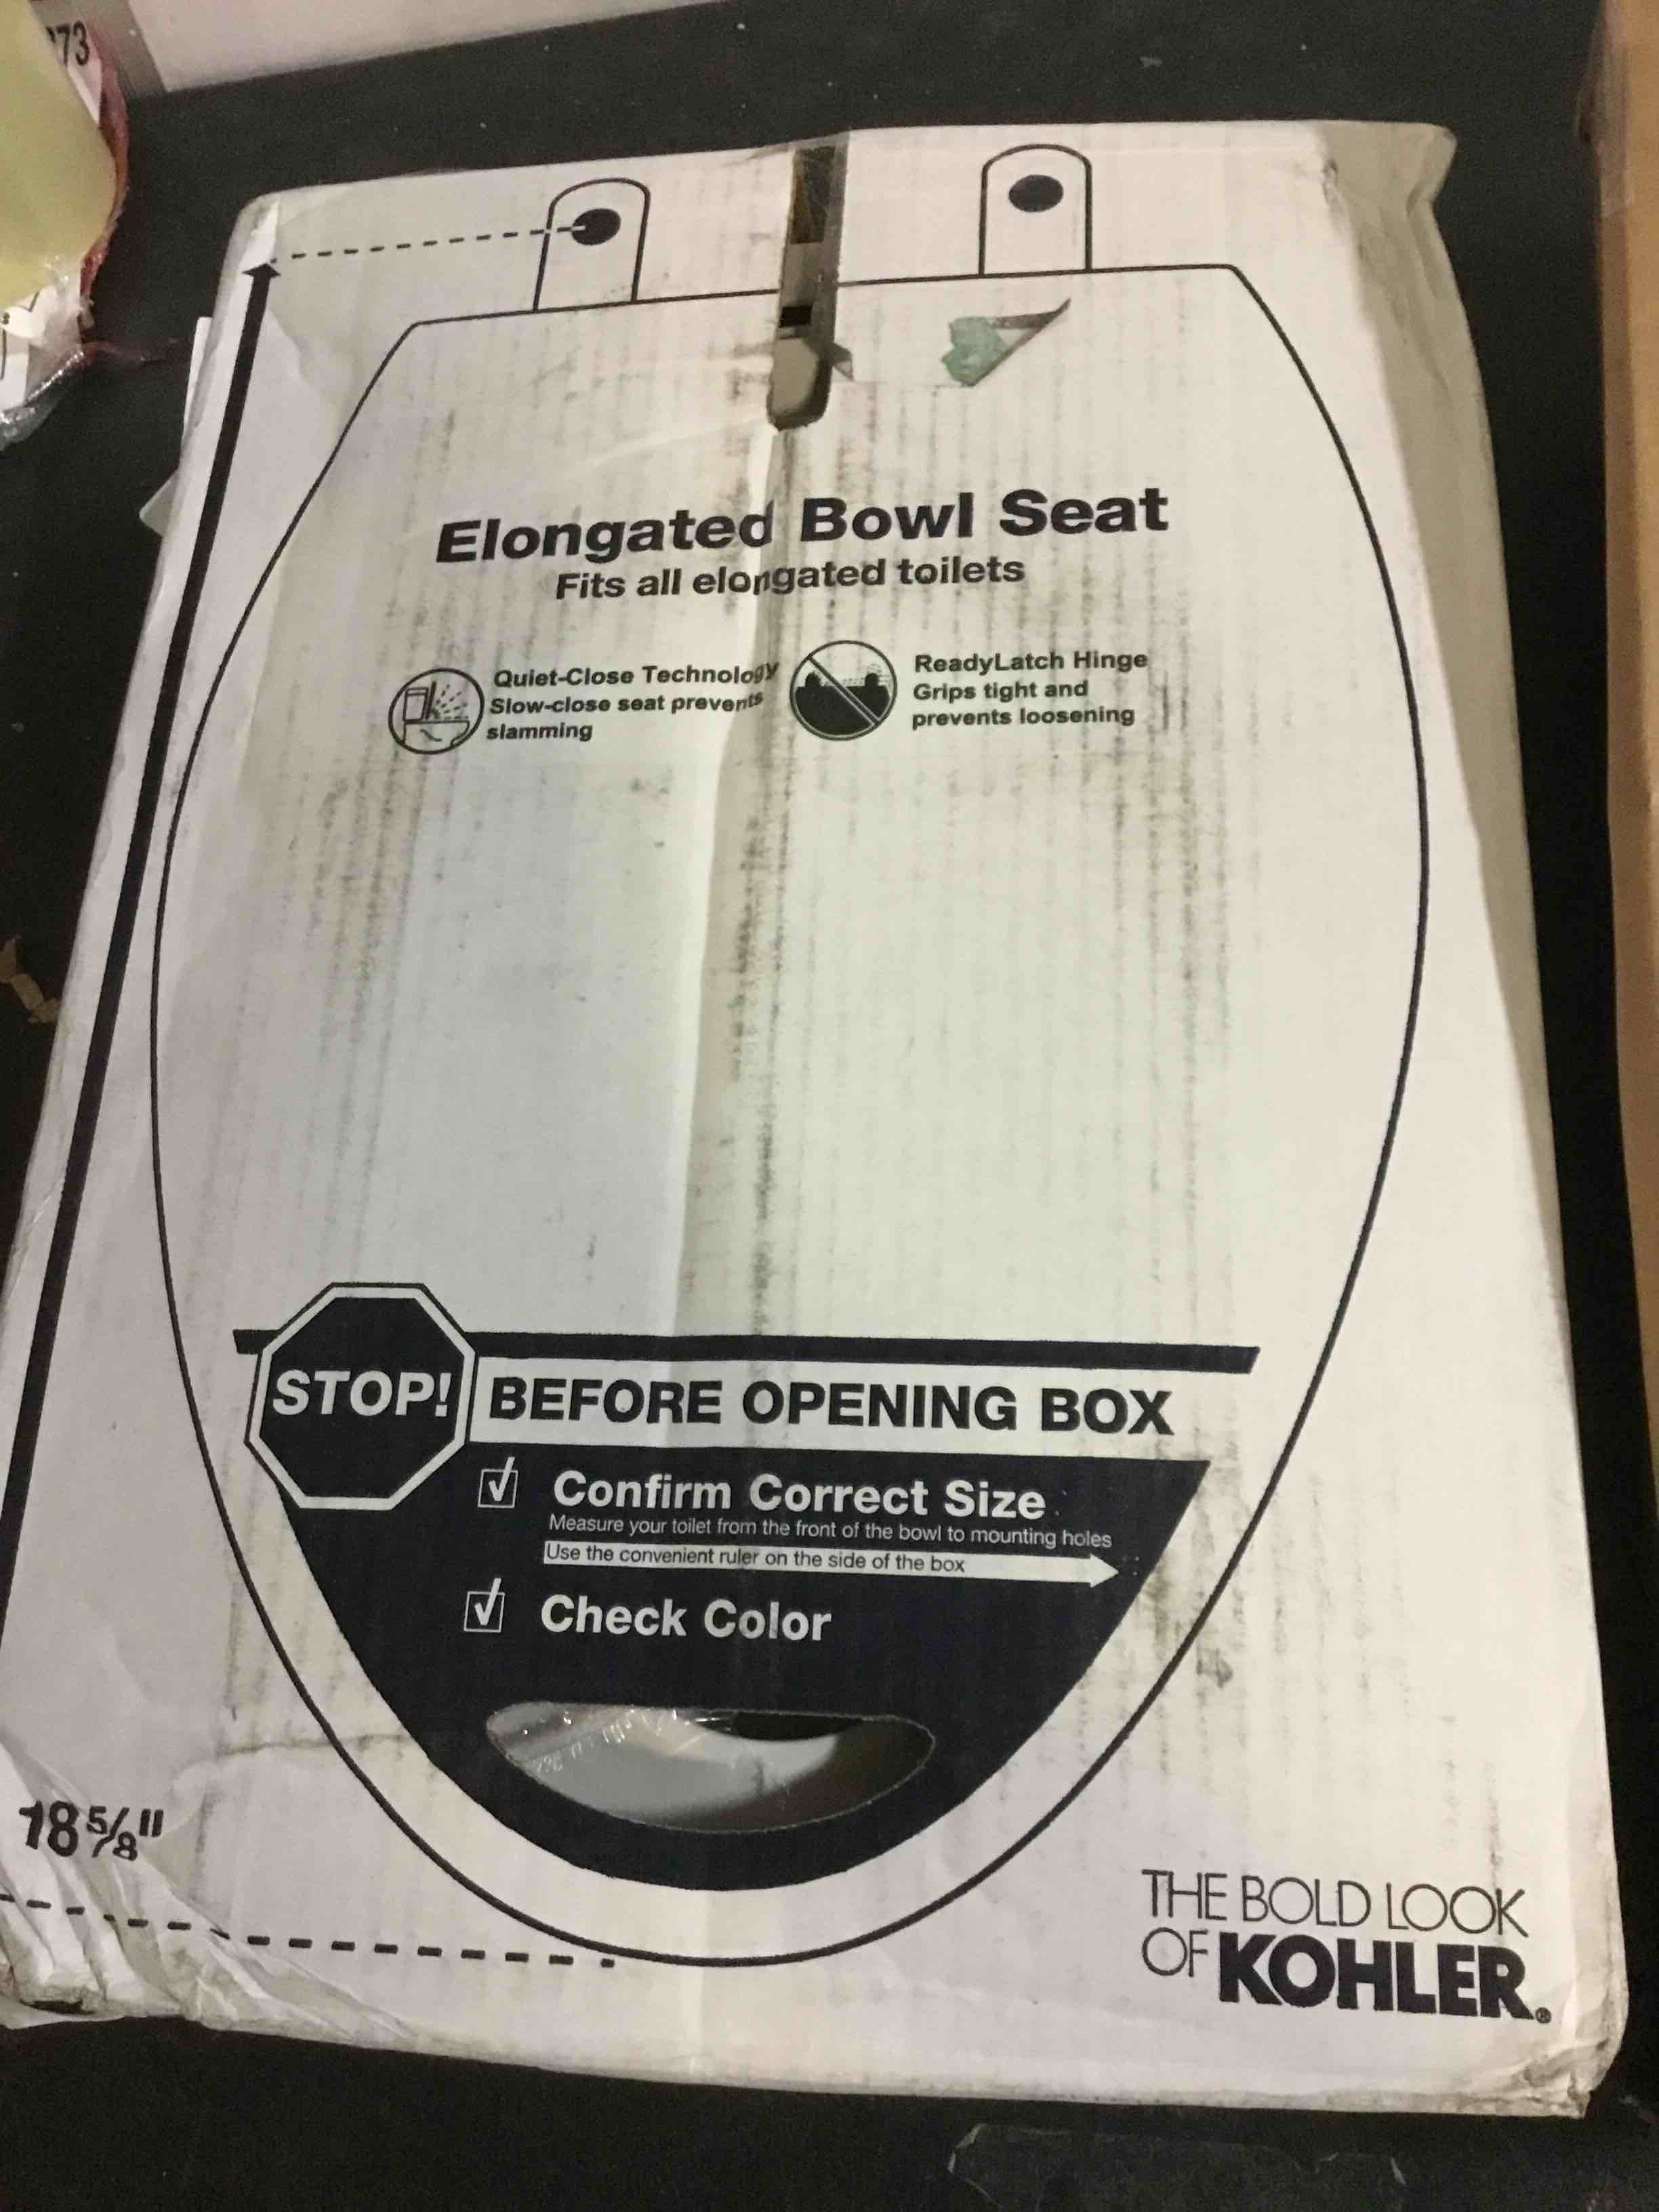 Elongated Bowl Seat
Fits all elongated toilets
Quiet-Close Technology
Slow-close seat prevents
slamming
ReadyLatch Hinge
Grips tight and
prevents loosening
STOP! BEFORE OPENING BOX
Confirm Correct Size
Measure your toilet from the front of the bowl to mounting holes
Use the convenient ruler on the side of the box
Check Color
18 5/8"
THE BOLD LOOK
OF KOHLER®